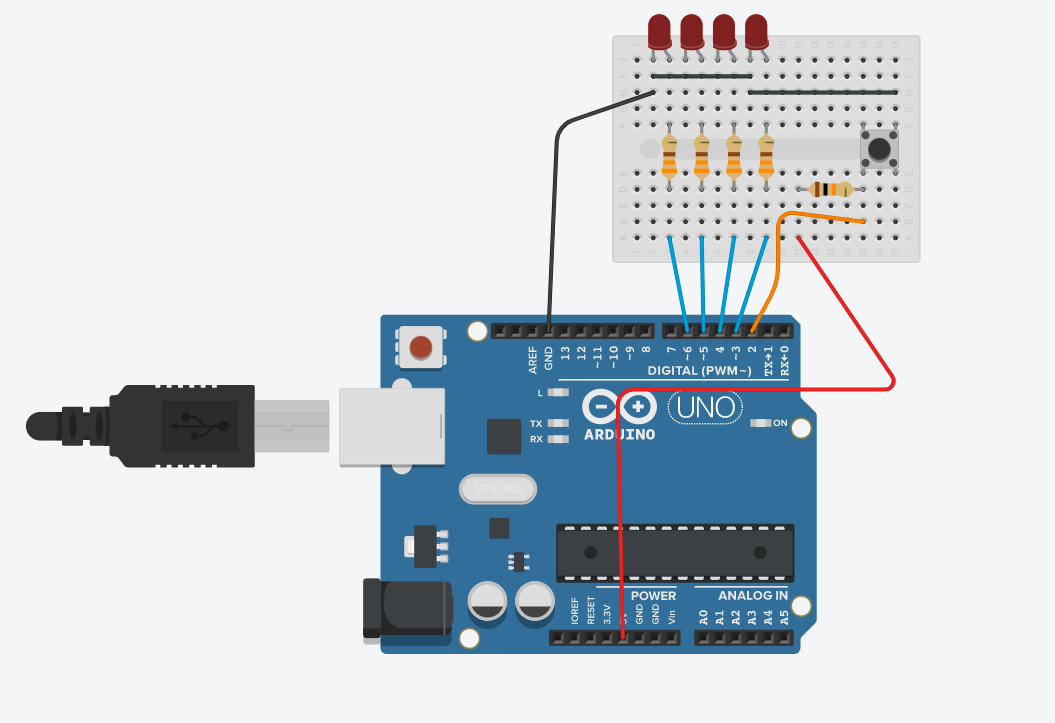 AREF
GND
13
12
~11
~10
~9
8
7
~6
~5
4
~3
2
TX→1
RX←0
DIGITAL (PWM~)
L
TX
RX
ARDUINO
UNO
ON
IOREF
RESET
3.3V
GND
GND
Vin
POWER
ANALOG IN
A0
A1
A2
A3
A4
A5